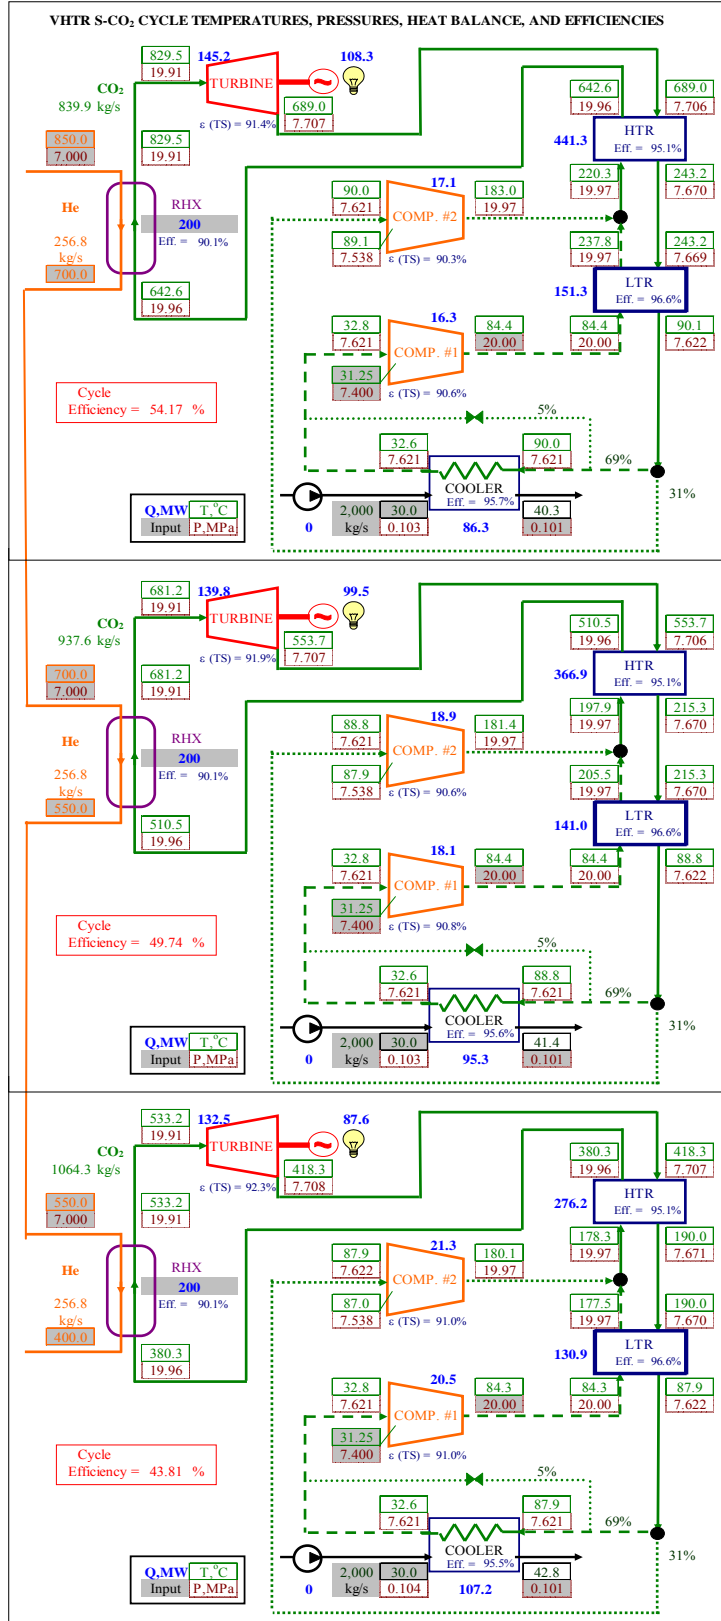 VHTR S-CO₂ CYCLE TEMPERATURES, PRESSURES, HEAT BALANCE, AND EFFICIENCIES
829.5
19.91
145.2
TURBINE
~
108.3
642.6
19.96
689.0
7.706
CO₂
839.9 kg/s
ε (TS) = 91.4%
689.0
7.707
441.3
HTR
Eff. = 95.1%
850.0
7.000
829.5
19.91
220.3
19.97
243.2
7.670
He
256.8
kg/s
700.0
RHX
200
Eff. = 90.1%
90.0
7.621
17.1
COMP. #2
183.0
19.97
89.1
7.538
ε (TS) = 90.3%
237.8
19.97
243.2
7.669
642.6
19.96
151.3
LTR
Eff. = 96.6%
32.8
7.621
16.3
COMP. #1
84.4
20.00
84.4
20.00
90.1
7.622
31.25
7.400
ε (TS) = 90.6%
Cycle
Efficiency = 54.17 %
5%
32.6
7.621
90.0
7.621
69%
31%
COOLER
Eff. = 95.7%
Q,MW
T,°C
Input
P,MPa
0
2,000
kg/s
30.0
0.103
86.3
40.3
0.101
681.2
19.91
139.8
TURBINE
~
99.5
510.5
19.96
553.7
7.706
CO₂
937.6 kg/s
ε (TS) = 91.9%
553.7
7.707
366.9
HTR
Eff. = 95.1%
700.0
7.000
681.2
19.91
197.9
19.97
215.3
7.670
He
256.8
kg/s
550.0
RHX
200
Eff. = 90.1%
88.8
7.621
18.9
COMP. #2
181.4
19.97
87.9
7.538
ε (TS) = 90.6%
205.5
19.97
215.3
7.670
510.5
19.96
141.0
LTR
Eff. = 96.6%
32.8
7.621
18.1
COMP. #1
84.4
20.00
84.4
20.00
88.8
7.622
31.25
7.400
ε (TS) = 90.8%
Cycle
Efficiency = 49.74 %
5%
32.6
7.621
88.8
7.621
69%
31%
COOLER
Eff. = 95.6%
Q,MW
T,°C
Input
P,MPa
0
2,000
kg/s
30.0
0.103
95.3
41.4
0.101
533.2
19.91
132.5
TURBINE
~
87.6
380.3
19.96
418.3
7.707
CO₂
1064.3 kg/s
ε (TS) = 92.3%
418.3
7.708
276.2
HTR
Eff. = 95.1%
550.0
7.000
533.2
19.91
178.3
19.97
190.0
7.671
He
256.8
kg/s
400.0
RHX
200
Eff. = 90.1%
87.9
7.622
21.3
COMP. #2
180.1
19.97
87.0
7.538
ε (TS) = 91.0%
177.5
19.97
190.0
7.670
380.3
19.96
130.9
LTR
Eff. = 96.6%
32.8
7.621
20.5
COMP. #1
84.3
20.00
84.3
20.00
87.9
7.622
31.25
7.400
ε (TS) = 91.0%
Cycle
Efficiency = 43.81 %
5%
32.6
7.621
87.9
7.621
69%
31%
COOLER
Eff. = 95.5%
Q,MW
T,°C
Input
P,MPa
0
2,000
kg/s
30.0
0.104
107.2
42.8
0.101